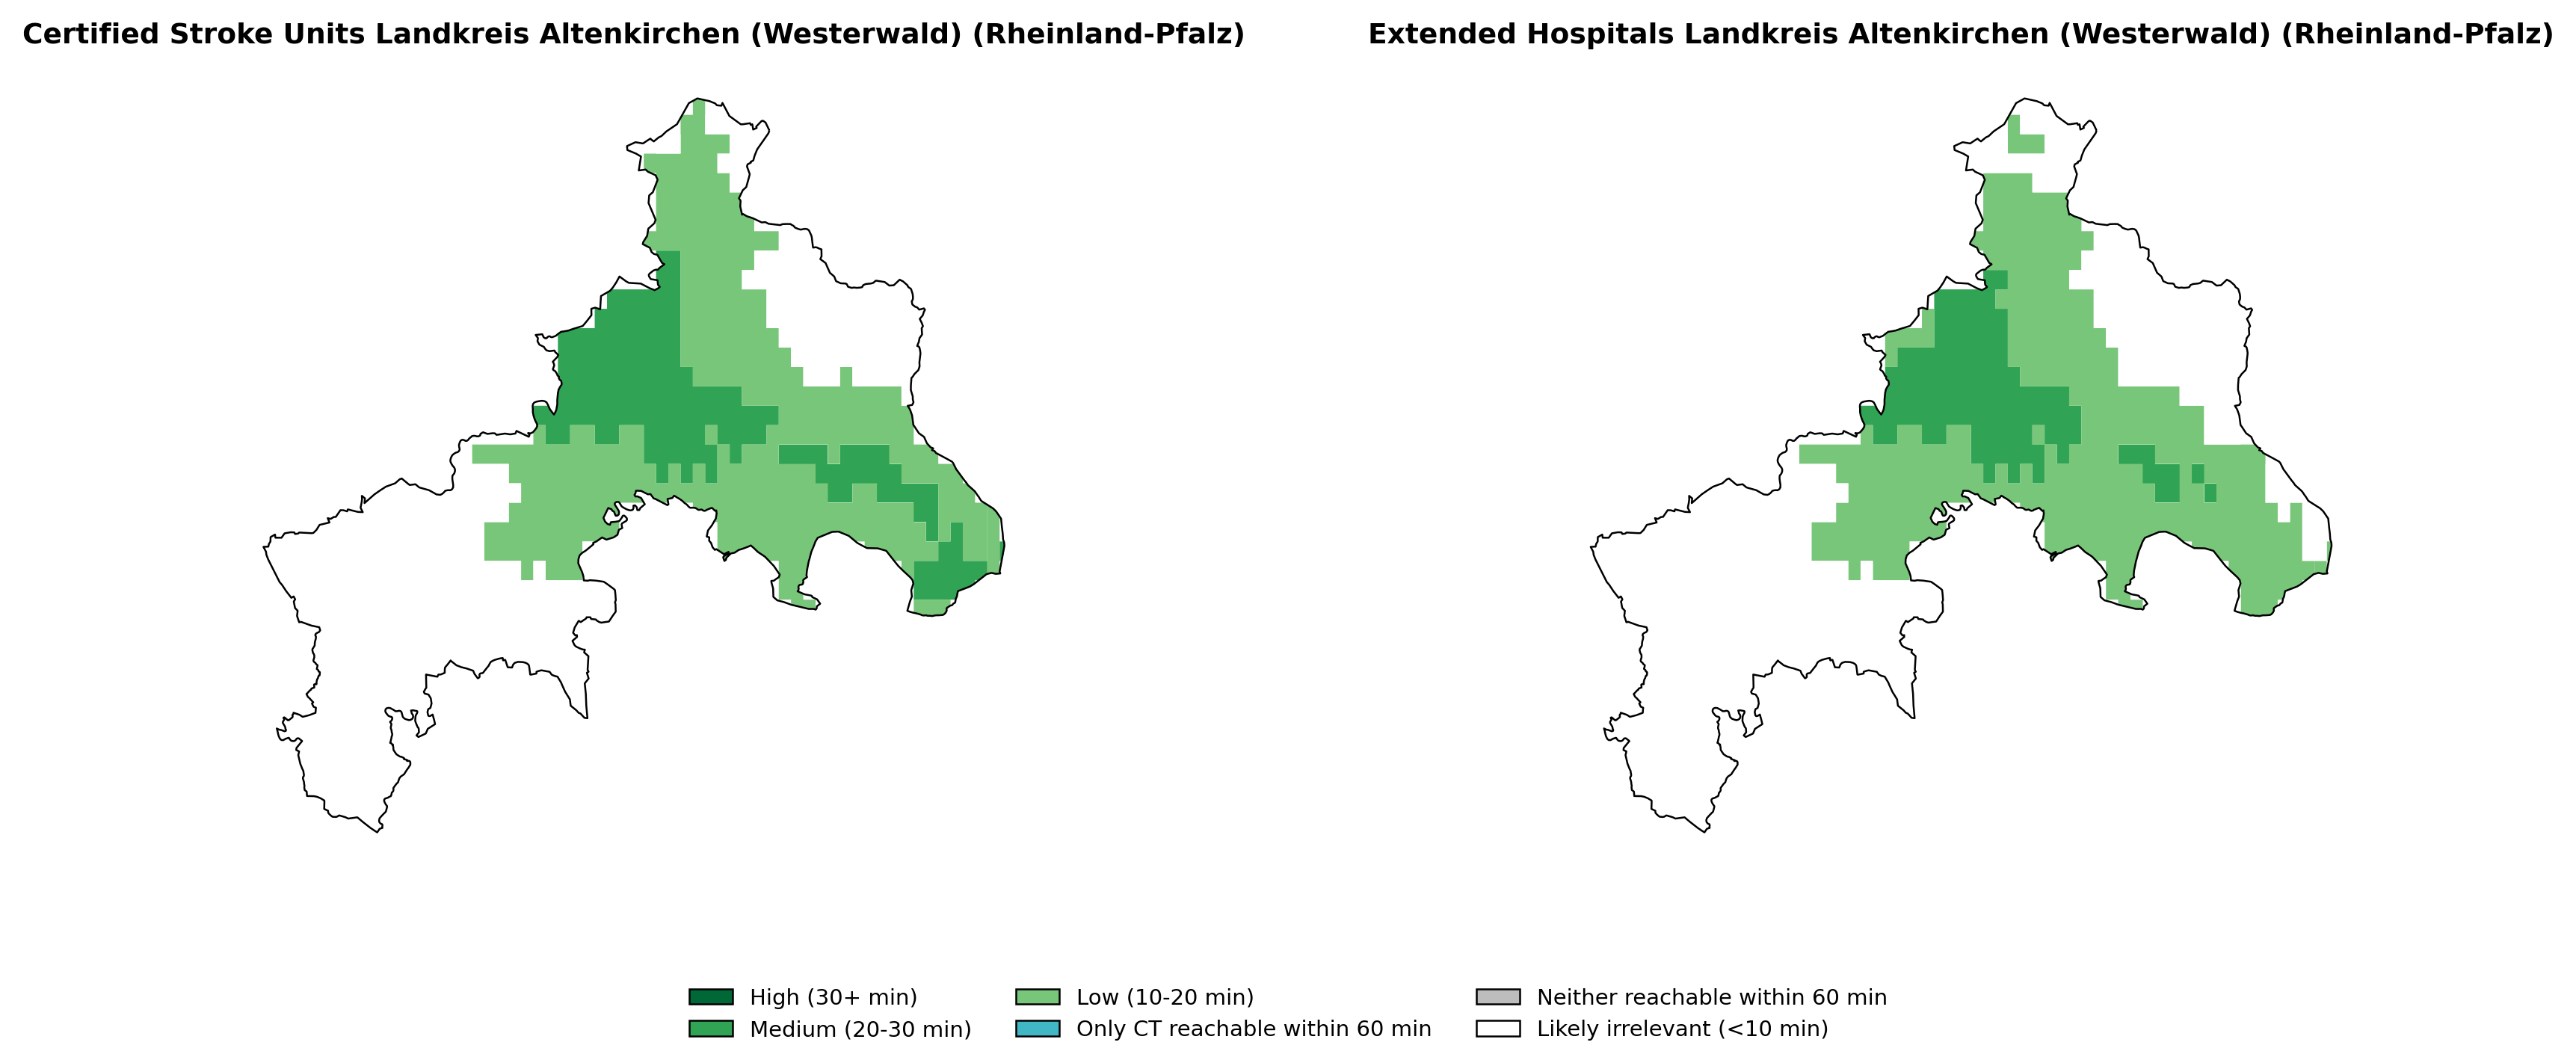 Certified Stroke Units Landkreis Altenkirchen (Westerwald) (Rheinland-Pfalz)
Extended Hospitals Landkreis Altenkirchen (Westerwald) (Rheinland-Pfalz)
High (30+ min)
Medium (20-30 min)
Low (10-20 min)
Only CT reachable within 60 min
Neither reachable within 60 min
Likely irrelevant (<10 min)